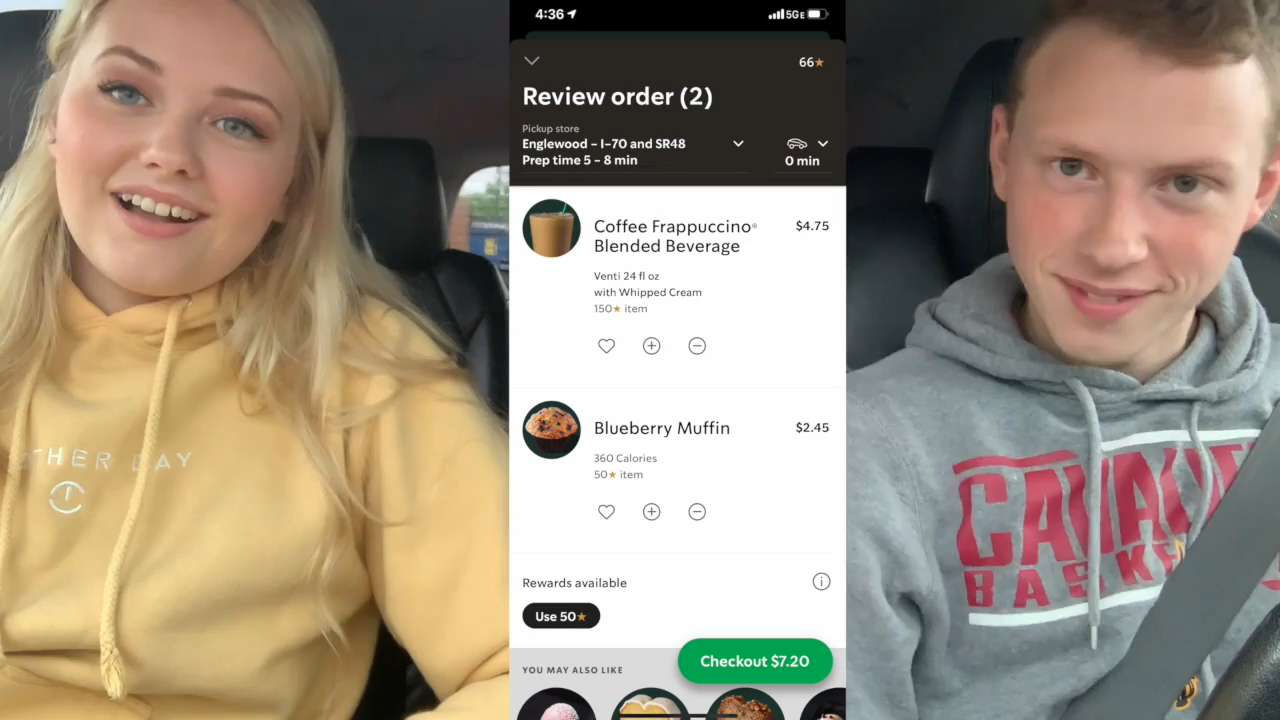 THER DAY
4:36
5GE
66★
Review order (2)
Pickup store
Englewood – I-70 and SR48
Prep time 5 – 8 min
0 min
Coffee Frappuccino®
Blended Beverage
$4.75
Venti 24 fl oz
with Whipped Cream
150★ item
Blueberry Muffin
$2.45
360 Calories
50★ item
Rewards available
Use 50★
YOU MAY ALSO LIKE
Checkout $7.20
CAVALIE
BASKE